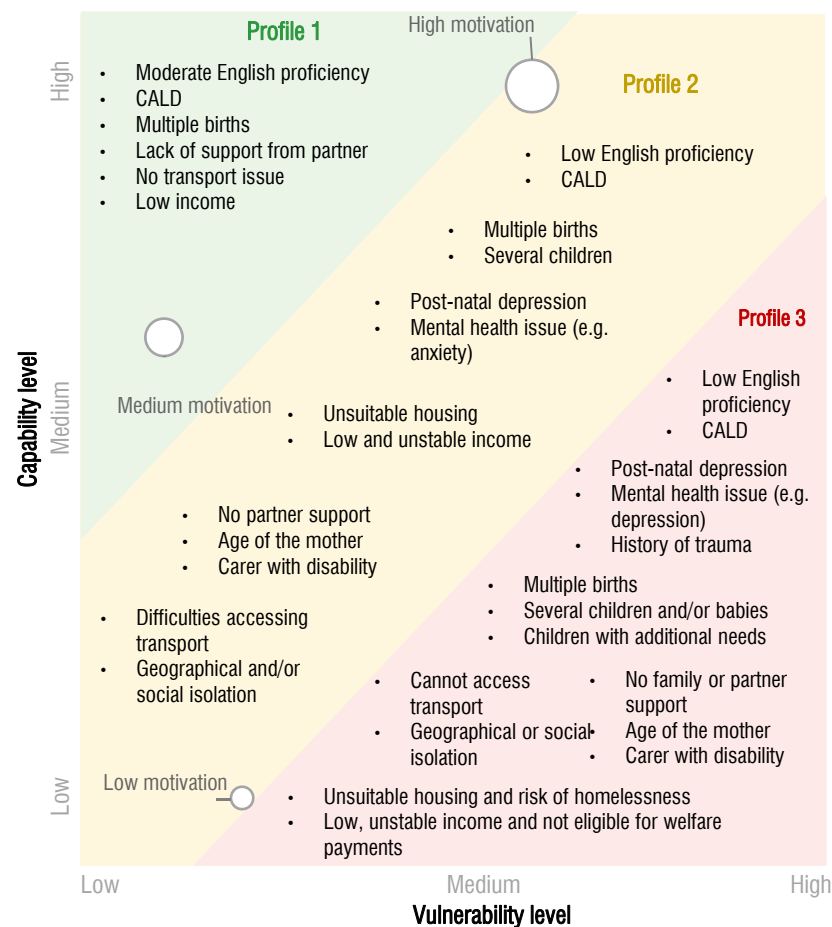 Profile 1
High motivation
High
• Moderate English proficiency
• CALD
• Multiple births
• Lack of support from partner
• No transport issue
• Low income
Profile 2
• Low English proficiency
• CALD
• Multiple births
• Several children
• Post-natal depression
• Mental health issue (e.g.
anxiety)
Profile 3
Capability level
Medium
Medium motivation
• Unsuitable housing
• Low and unstable income
• Low English
proficiency
• CALD
• Post-natal depression
• Mental health issue (e.g.
depression)
• History of trauma
• No partner support
• Age of the mother
• Carer with disability
• Multiple births
• Several children and/or babies
• Children with additional needs
• Difficulties accessing
transport
• Geographical and/or
social isolation
• Cannot access
transport
• Geographical or social
isolation
• No family or partner
support
• Age of the mother
• Carer with disability
Low
Low motivation
• Unsuitable housing and risk of homelessness
• Low, unstable income and not eligible for welfare
payments
Low
Medium
High
Vulnerability level